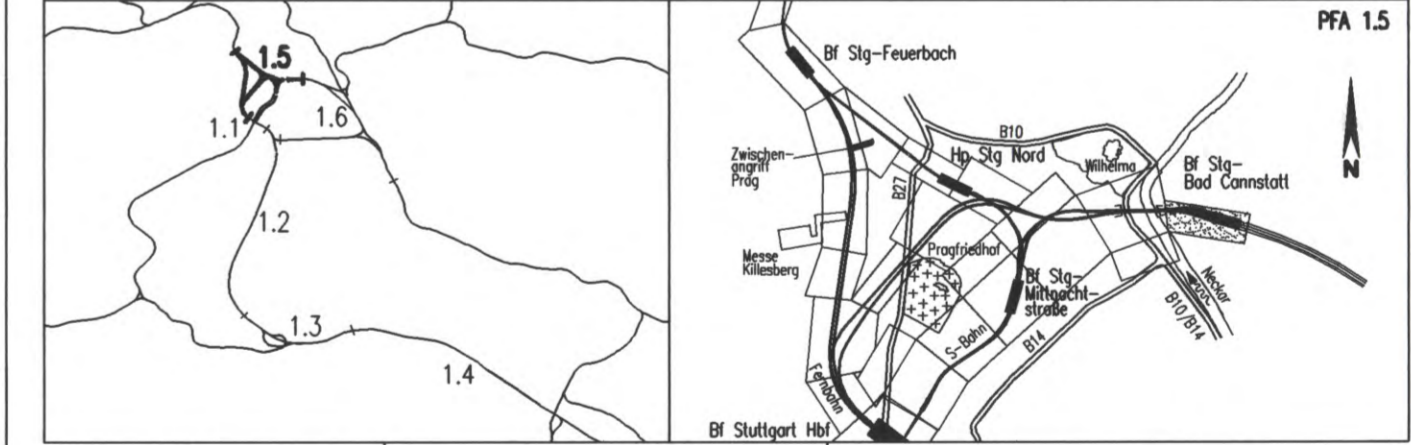 1.5
1.1
1.6
1.2
1.3
1.4
PFA 1.5
Bf Stg-Feuerbach
B10
Zwischen-
angriff
Prag
Hp Stg Nord
Wilhelma
Bf Stg-
Bad Cannstatt
N
B27
Messe
Killesberg
Pragfriedhof
Bf Stg-
Mittnacht-
straße
Neckar
B10/B14
S-Bahn
B14
Fernbahn
Bf Stuttgart Hbf